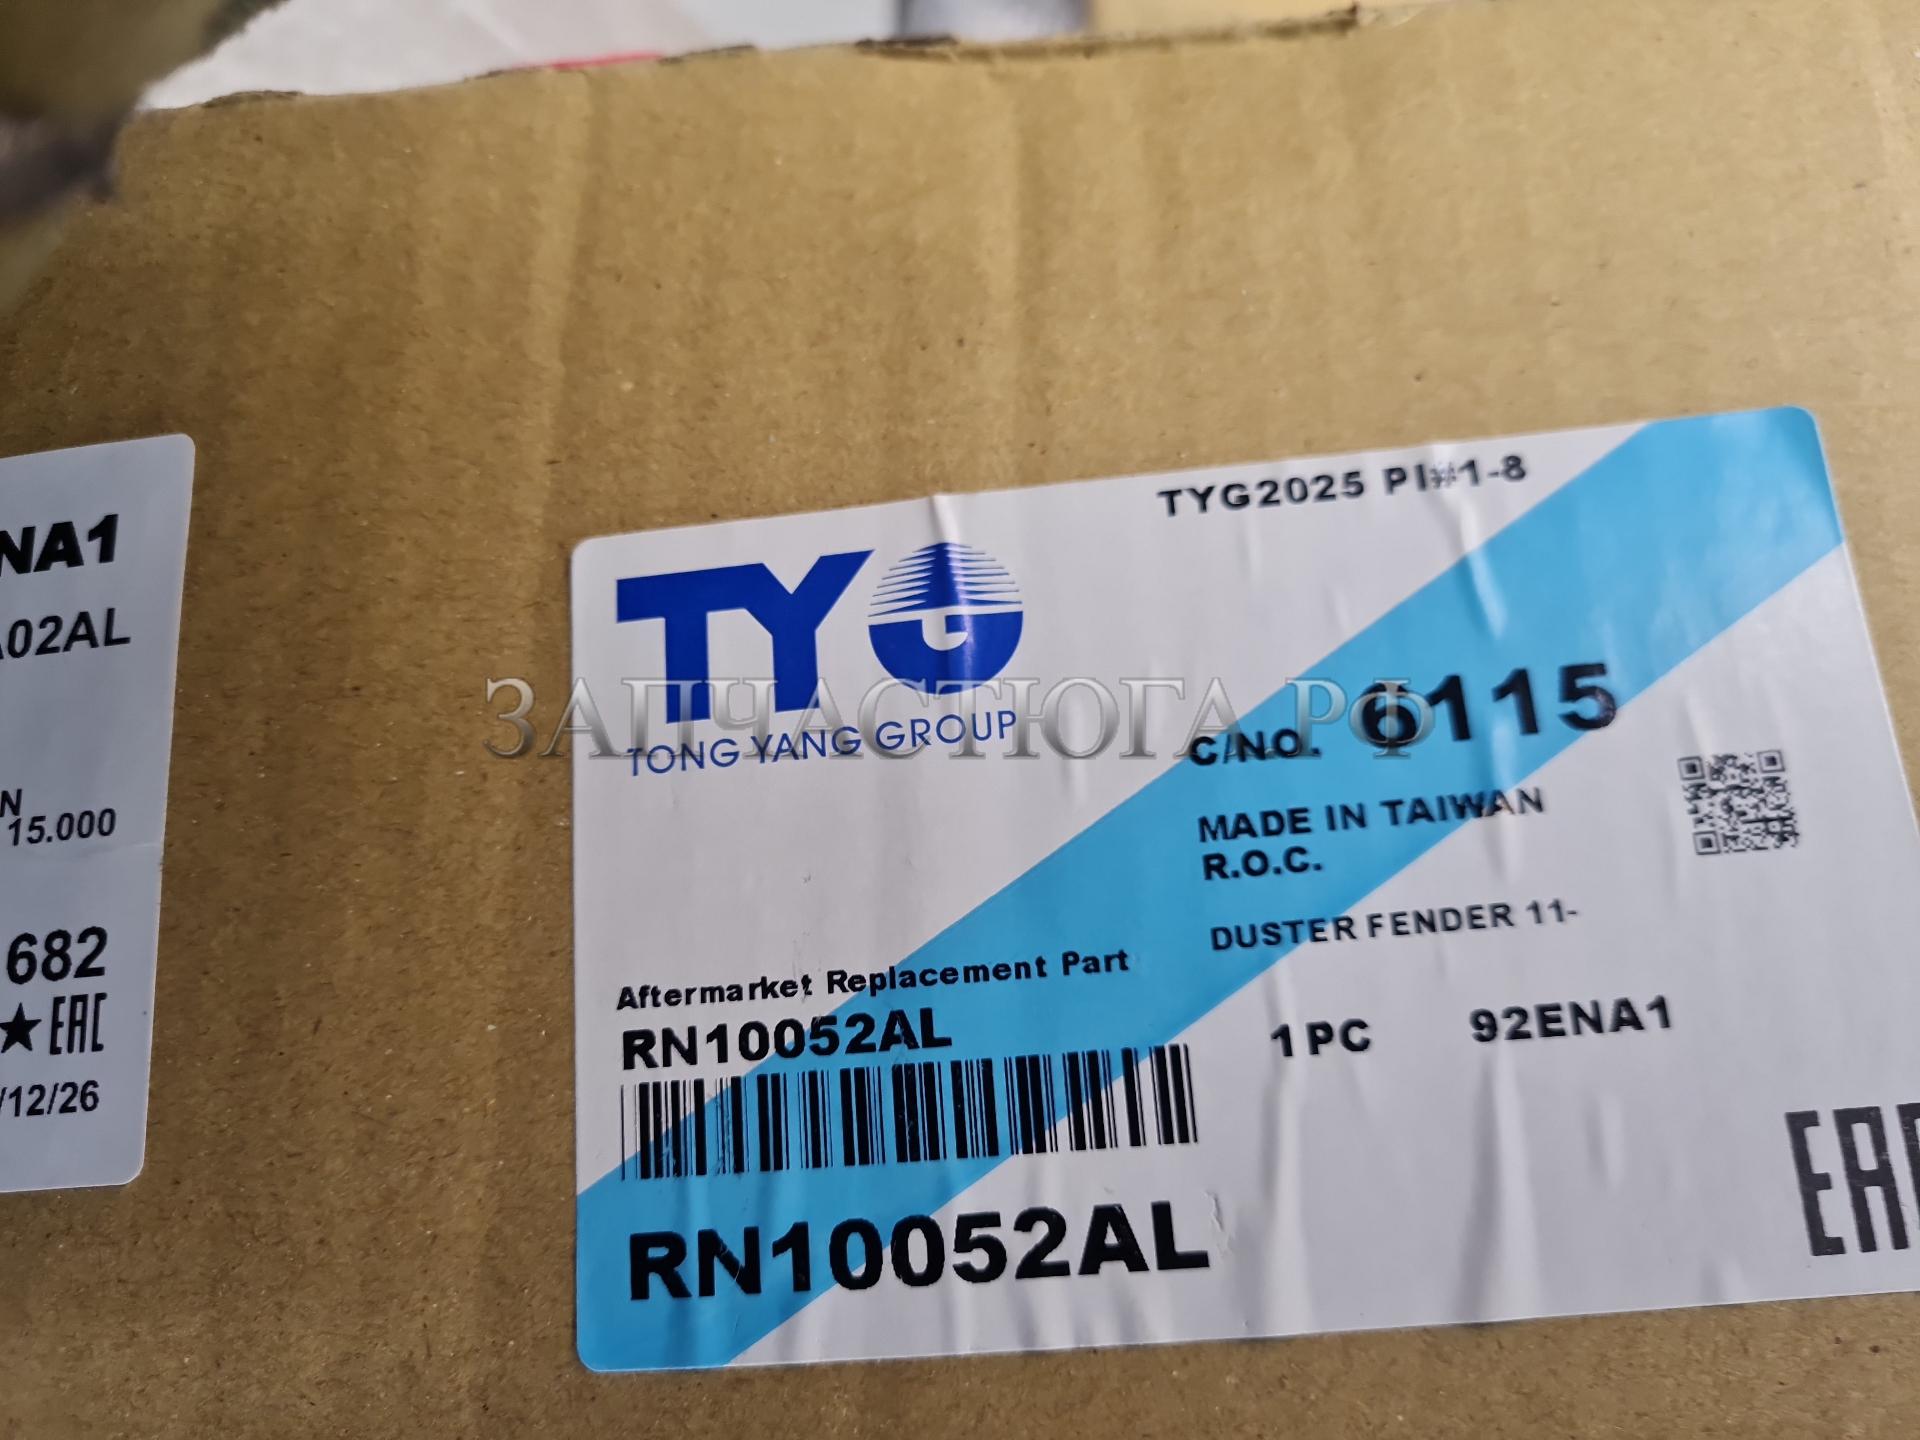 NA1
02AL
N
15.000
682
★ EAC
/12/26
TYG2025 PI#1-8
TYG
TONG YANG GROUP
ЗАПЧАСТЮГА.РФ
C/NO. 6115
MADE IN TAIWAN
R.O.C.
DUSTER FENDER 11-
Aftermarket Replacement Part
RN10052AL
1 PC 92ENA1
RN10052AL
EAC